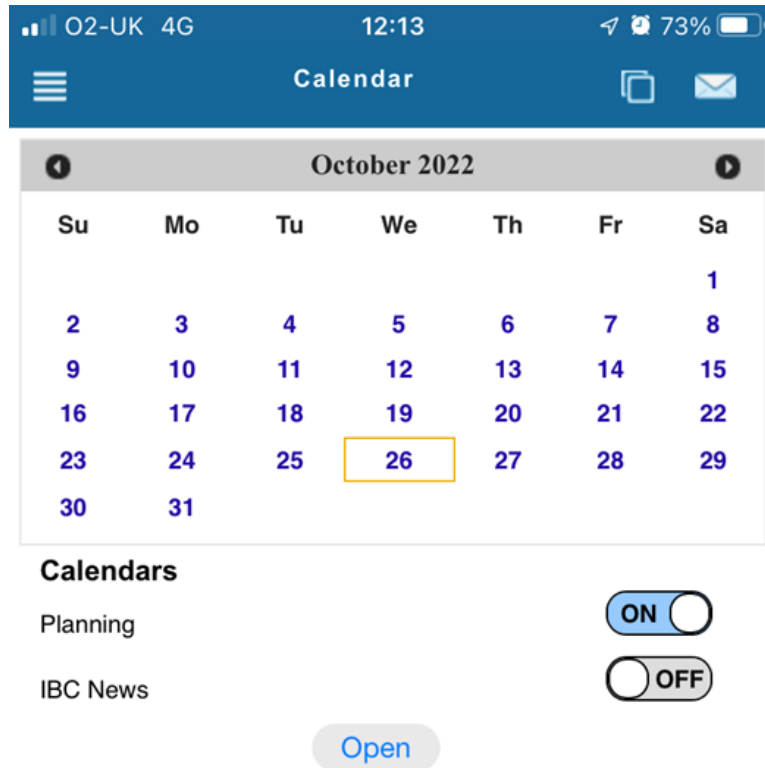 O2-UK 4G 12:13 73%
Calendar
October 2022
Su Mo Tu We Th Fr Sa
1
2 3 4 5 6 7 8
9 10 11 12 13 14 15
16 17 18 19 20 21 22
23 24 25 26 27 28 29
30 31
Calendars
Planning ON
IBC News OFF
Open